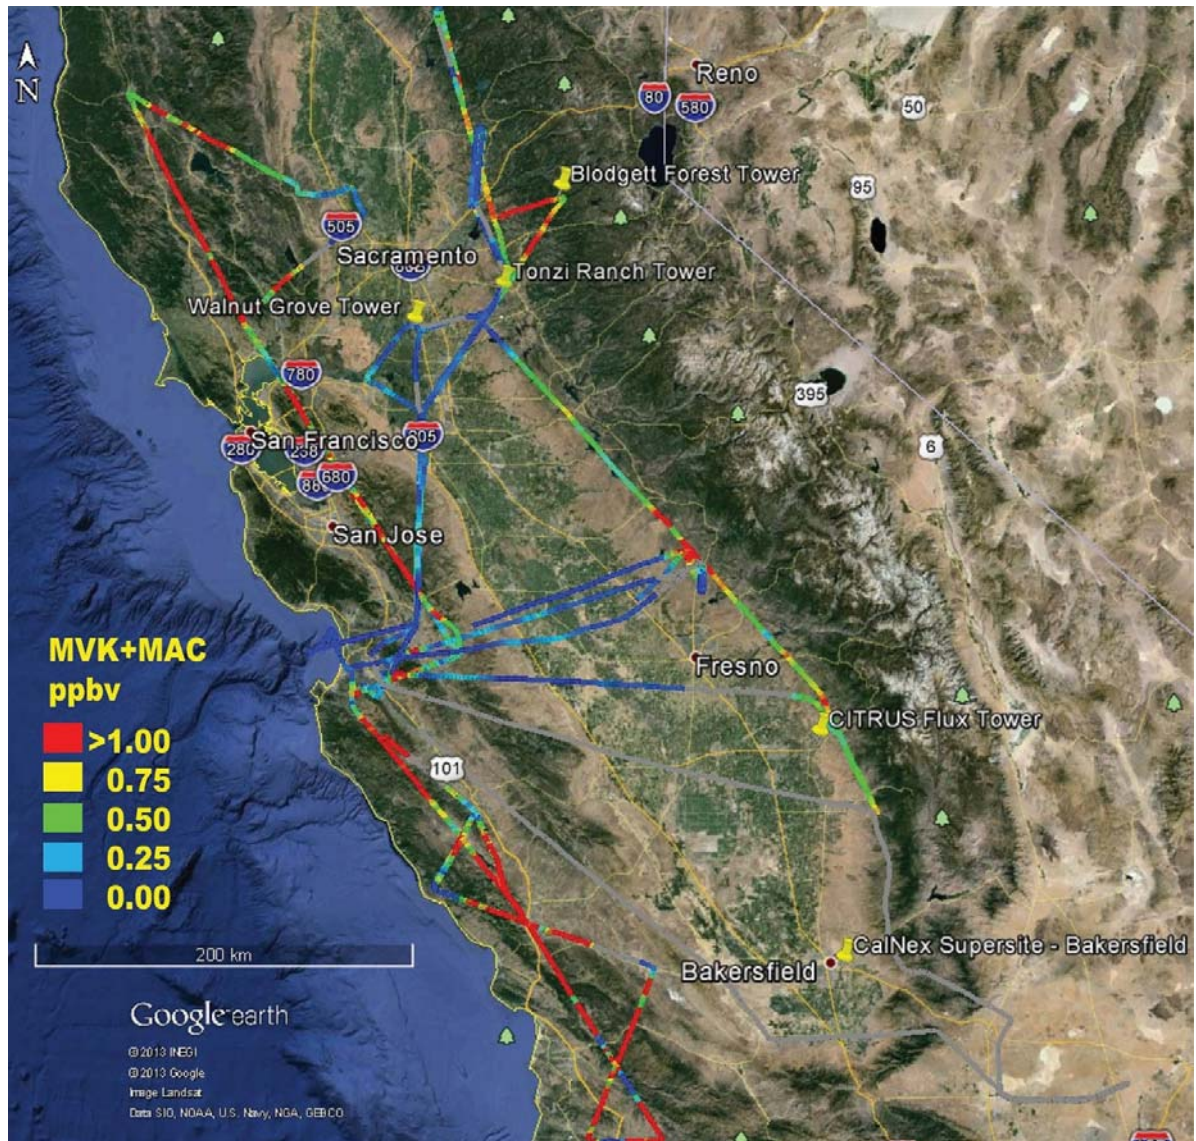 N
Reno
80
580
50
95
Blodgett Forest Tower
505
Sacramento
Tonzi Ranch Tower
Walnut Grove Tower
780
395
6
280
San Francisco
205
238
680
San Jose
MVK+MAC
ppbv
>1.00
0.75
0.50
0.25
0.00
Fresno
CITRUS Flux Tower
101
200 km
CalNex Supersite - Bakersfield
Bakersfield
Google earth
© 2013 INEGI
© 2013 Google
Image Landsat
Data SIO, NOAA, U.S. Navy, NGA, GEBCO